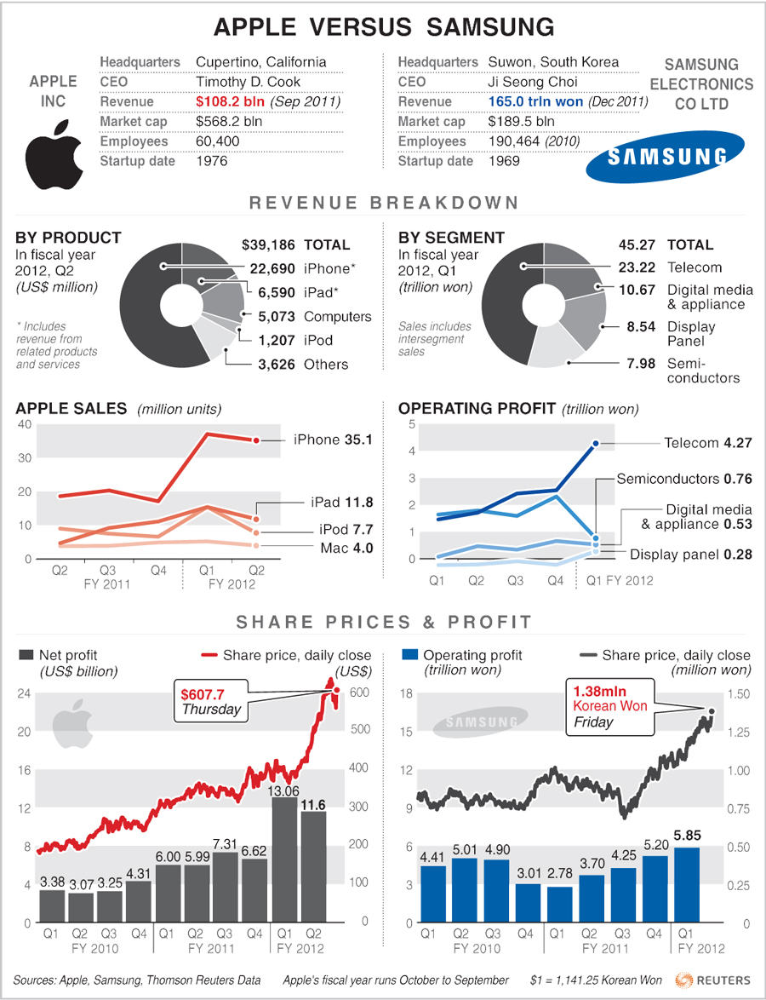 APPLE VERSUS SAMSUNG
APPLE
INC
Headquarters Cupertino, California
CEO Timothy D. Cook
Revenue $108.2 bln (Sep 2011)
Market cap $568.2 bln
Employees 60,400
Startup date 1976
Headquarters Suwon, South Korea
CEO Ji Seong Choi
Revenue 165.0 trln won (Dec 2011)
Market cap $189.5 bln
Employees 190,464 (2010)
Startup date 1969
SAMSUNG
ELECTRONICS
CO LTD
SAMSUNG
REVENUE BREAKDOWN
BY PRODUCT
In fiscal year
2012, Q2
(US$ million)
* Includes
revenue from
related products
and services
$39,186 TOTAL
22,690 iPhone*
6,590 iPad*
5,073 Computers
1,207 iPod
3,626 Others
BY SEGMENT
In fiscal year
2012, Q1
(trillion won)
Sales includes
intersegment
sales
45.27 TOTAL
23.22 Telecom
10.67 Digital media
& appliance
8.54 Display
Panel
7.98 Semi-
conductors
APPLE SALES (million units)
40
30
20
10
0
iPhone 35.1
iPad 11.8
iPod 7.7
Mac 4.0
Q2 Q3 Q4 Q1 Q2
FY 2011 FY 2012
OPERATING PROFIT (trillion won)
5
4
3
2
1
0
Telecom 4.27
Semiconductors 0.76
Digital media
& appliance 0.53
Display panel 0.28
Q1 Q2 Q3 Q4 Q1 FY 2012
SHARE PRICES & PROFIT
Net profit
(US$ billion)
Share price, daily close
(US$)
24
20
16
12
8
4
0
600
500
400
300
200
100
0
$607.7
Thursday
3.38 3.07 3.25 4.31 6.00 5.99 7.31 6.62 13.06 11.6
Q1 Q2 Q3 Q4 Q1 Q2 Q3 Q4 Q1 Q2
FY 2010 FY 2011 FY 2012
Operating profit
(trillion won)
Share price, daily close
(million won)
18
15
12
9
6
3
0
1.50
1.25
1.00
0.75
0.50
0.25
0
SAMSUNG
1.38mln
Korean Won
Friday
4.41 5.01 4.90 3.01 2.78 3.70 4.25 5.20 5.85
Q1 Q2 Q3 Q4 Q1 Q2 Q3 Q4 Q1
FY 2010 FY 2011 FY 2012
Sources: Apple, Samsung, Thomson Reuters Data Apple's fiscal year runs October to September $1 = 1,141.25 Korean Won REUTERS